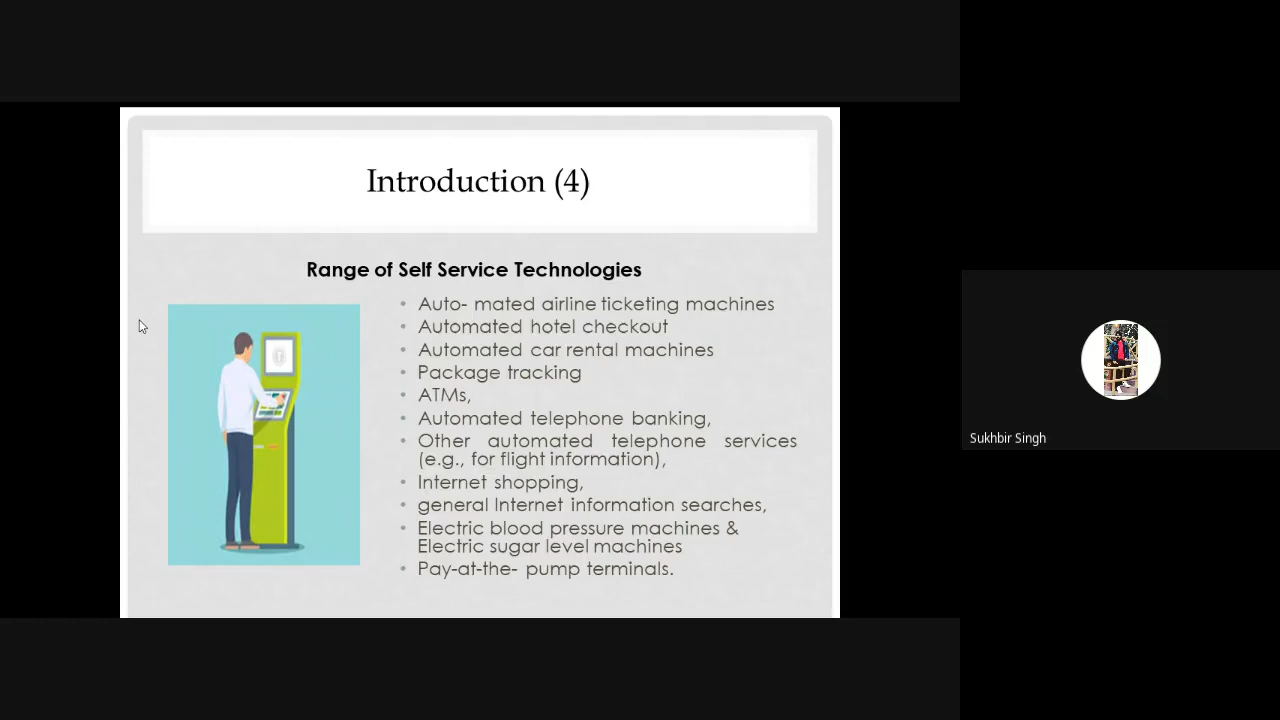 Introduction (4)
Range of Self Service Technologies
• Auto- mated airline ticketing machines
• Automated hotel checkout
• Automated car rental machines
• Package tracking
• ATMs,
• Automated telephone banking,
• Other automated telephone services
(e.g., for flight information),
• Internet shopping,
• general Internet information searches,
• Electric blood pressure machines &
Electric sugar level machines
• Pay-at-the- pump terminals.
Sukhbir Singh